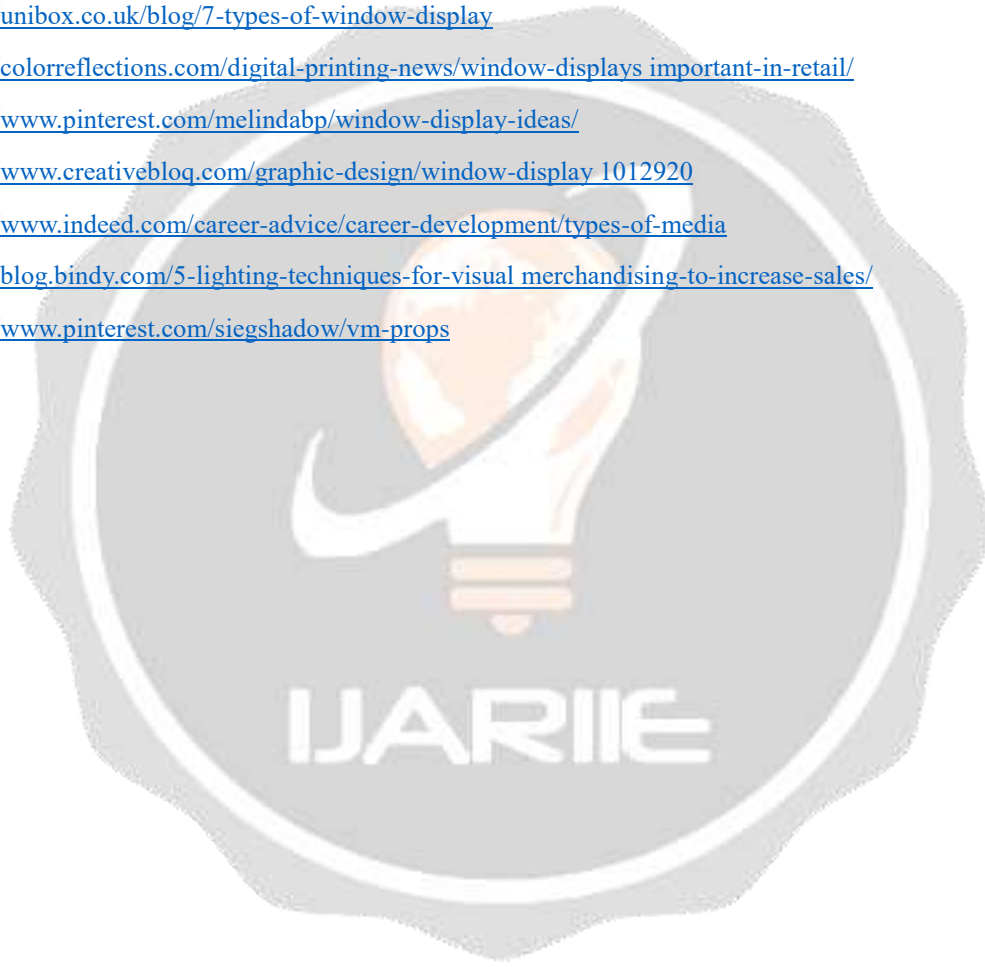 unibox.co.uk/blog/7-types-of-window-display
colorreflections.com/digital-printing-news/window-displays important-in-retail/
www.pinterest.com/melindabp/window-display-ideas/
www.creativebloq.com/graphic-design/window-display 1012920
www.indeed.com/career-advice/career-development/types-of-media
blog.bindy.com/5-lighting-techniques-for-visual merchandising-to-increase-sales/
www.pinterest.com/siegshadow/vm-props
IJARIIE